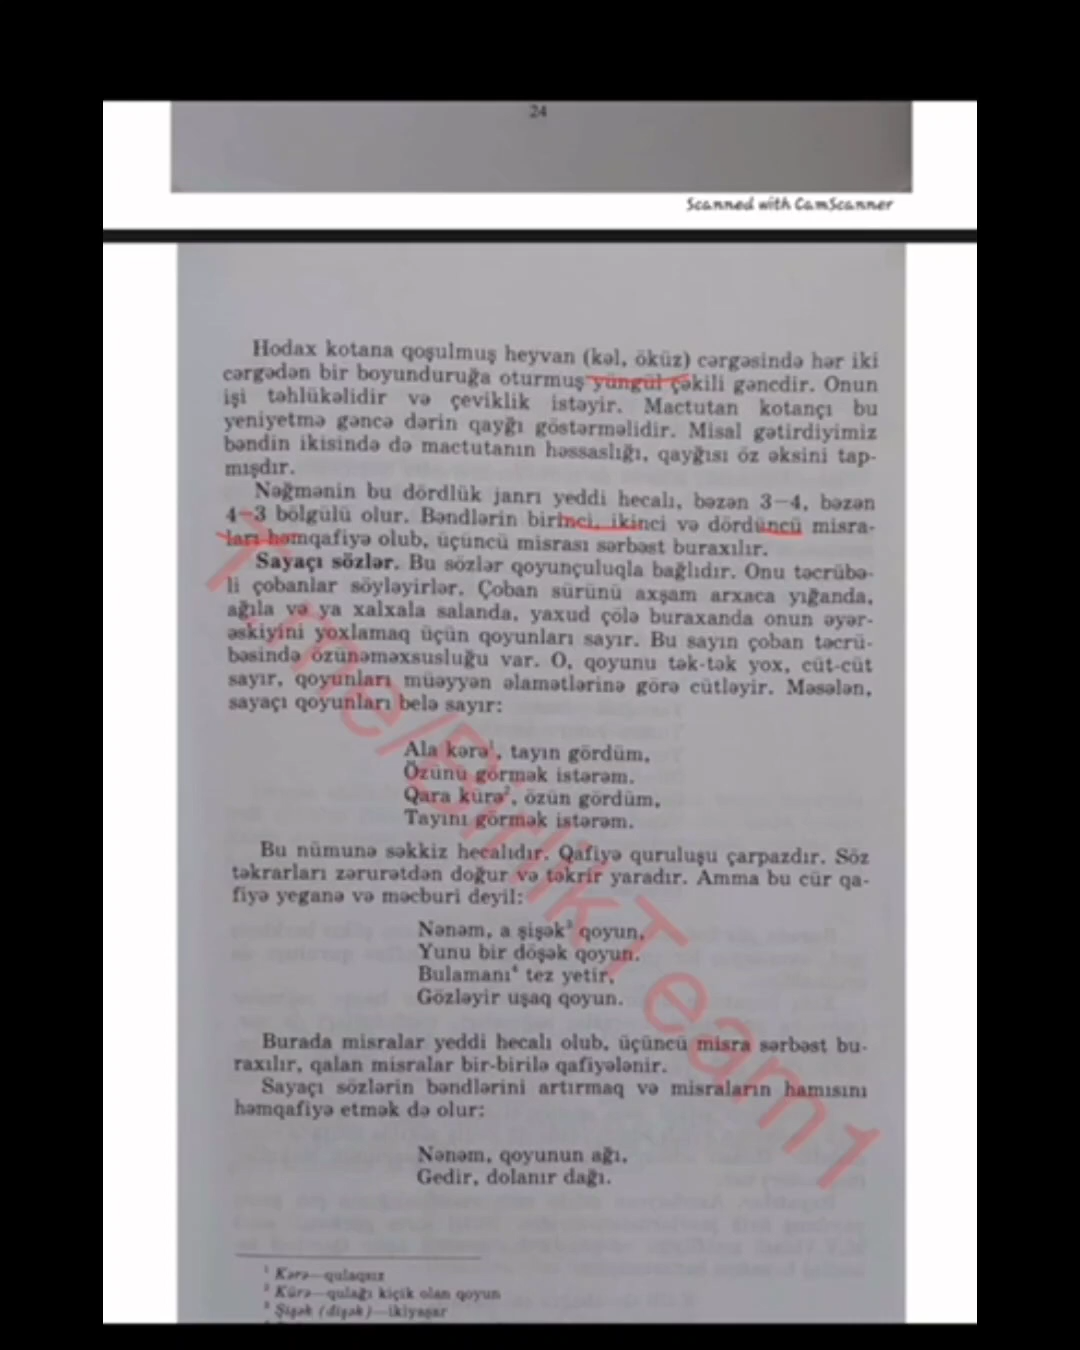 24
Scanned with CamScanner
Hodax kotana qoşulmuş heyvan (kəl, öküz) cərgəsində hər iki
cərgədən bir boyunduruğa oturmuş yüngül çəkili gəncdir. Onun
işi təhlükəlidir və çeviklik istəyir. Mactutan kotançı bu
yeniyetmə gəncə dərin qayğı göstərməlidir. Misal gətirdiyimiz
bəndin ikisində də mactutanın həssaslığı, qayğısı öz əksini tap-
mışdır.
Nəğmənin bu dördlük janrı yeddi hecalı, bəzən 3—4, bəzən
4—3 bölgülü olur. Bəndlərin birinci, ikinci və dördüncü misra-
ları həmqafiyə olub, üçüncü misrası sərbəst buraxılır.
Sayaçı sözlər. Bu sözlər qoyunçuluqla bağlıdır. Onu təcrübə-
li çobanlar söyləyirlər. Çoban sürünü axşam arxaca yığanda,
ağıla və ya xalxala salanda, yaxud çölə buraxanda onun əyər-
əskiyini yoxlamaq üçün qoyunları sayır. Bu sayın çoban təcrü-
bəsində özünəməxsusluğu var. O, qoyunu tək-tək yox, cüt-cüt
sayır, qoyunları müəyyən əlamətlərinə görə cütləyir. Məsələn,
sayaçı qoyunları belə sayır:
Ala kərə¹, tayın gördüm,
Özünü görmək istərəm.
Qara kürə², özün gördüm,
Tayını görmək istərəm.
Bu nümunə səkkiz hecalıdır. Qafiyə quruluşu çarpazdır. Söz
təkrarları zərurətdən doğur və təkrir yaradır. Amma bu cür qa-
fiyə yeganə və məcburi deyil:
Nənəm, a şişək³ qoyun,
Yunu bir döşək qoyun.
Bulamanı⁴ tez yetir,
Gözləyir uşaq qoyun.
Burada misralar yeddi hecalı olub, üçüncü misra sərbəst bu-
raxılır, qalan misralar bir-birilə qafiyələnir.
Sayaçı sözlərin bəndlərini artırmaq və misraların hamısını
həmqafiyə etmək də olur:
Nənəm, qoyunun ağı,
Gedir, dolanır dağı.
¹ Kərə—qulaqsız
² Kürə—qulağı kiçik olan qoyun
³ Şişək (dişək)—ikiyaşar
T.me/BirlikTeam1